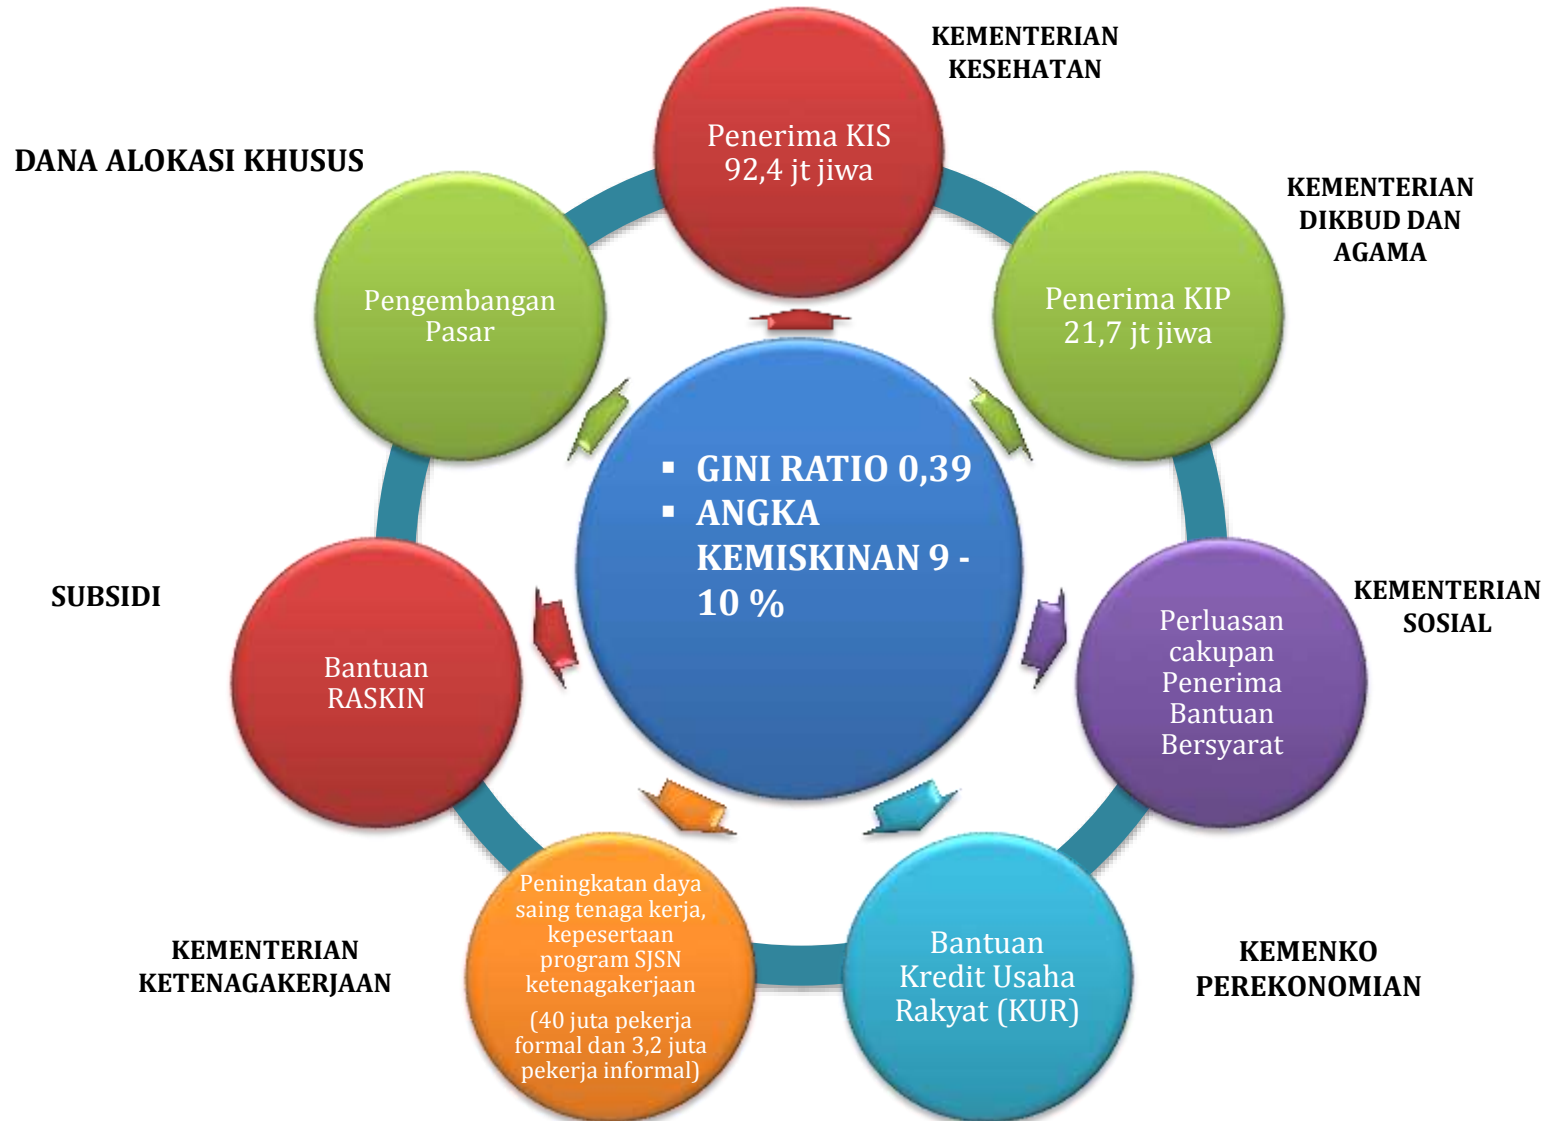 KEMENTERIAN
KESEHATAN
Penerima KIS
92,4 jt jiwa
DANA ALOKASI KHUSUS
KEMENTERIAN
DIKBUD DAN
AGAMA
Pengembangan
Pasar
Penerima KIP
21,7 jt jiwa
▪ GINI RATIO 0,39
▪ ANGKA
KEMISKINAN 9 -
10 %
SUBSIDI
KEMENTERIAN
SOSIAL
Bantuan
RASKIN
Perluasan
cakupan
Penerima
Bantuan
Bersyarat
Peningkatan daya
saing tenaga kerja,
kepesertaan
program SJSN
ketenagakerjaan
(40 juta pekerja
formal dan 3,2 juta
pekerja informal)
KEMENTERIAN
KETENAGAKERJAAN
Bantuan
Kredit Usaha
Rakyat (KUR)
KEMENKO
PEREKONOMIAN